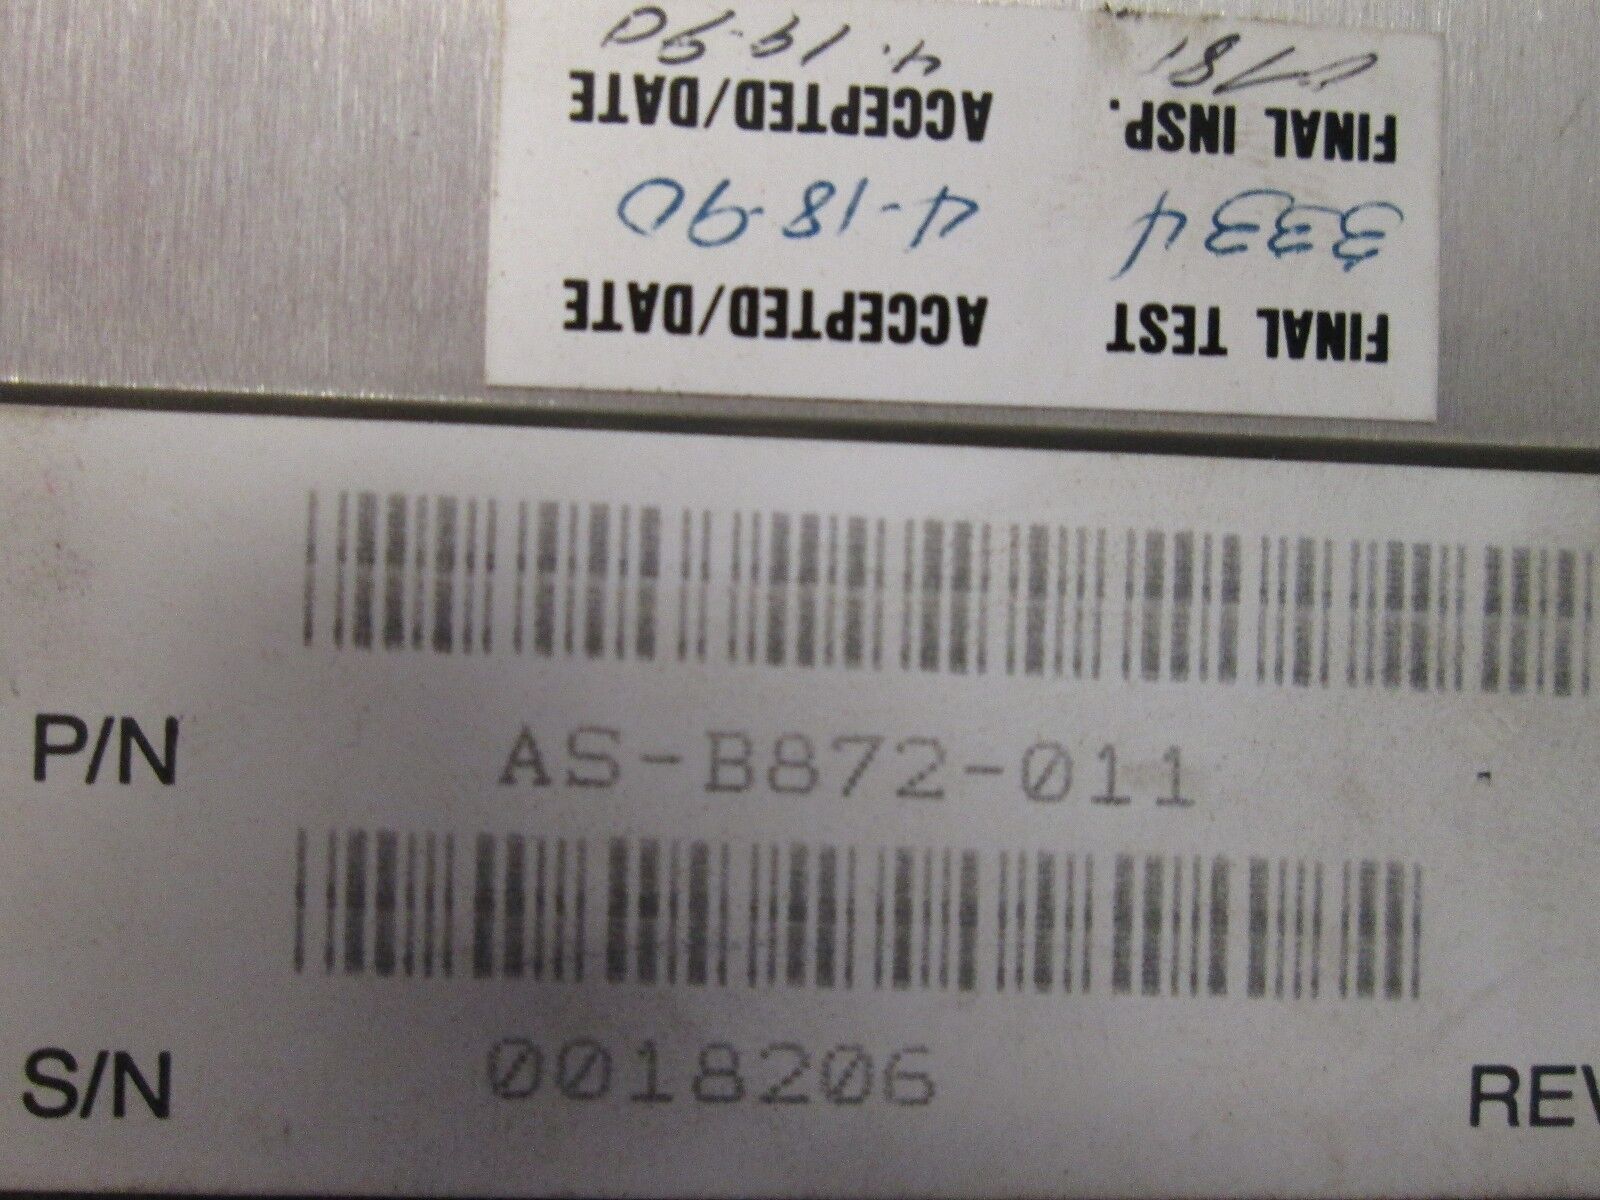 FINAL TEST ACCEPTED/DATE
3334 4-18-90
FINAL INSP. ACCEPTED/DATE
4.19-90
P/N AS-B872-011
S/N 0018206
REV